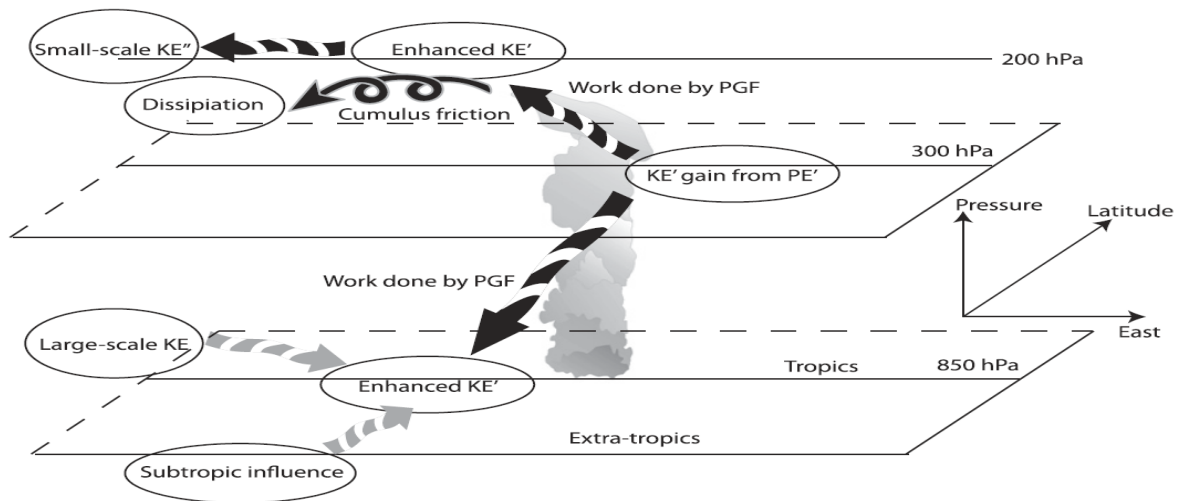 Small-scale KE”
Enhanced KE’
200 hPa
Dissipiation
Work done by PGF
Cumulus friction
300 hPa
KE’ gain from PE’
Pressure
Latitude
Work done by PGF
East
Large-scale KE
Tropics
850 hPa
Enhanced KE’
Extra-tropics
Subtropic influence